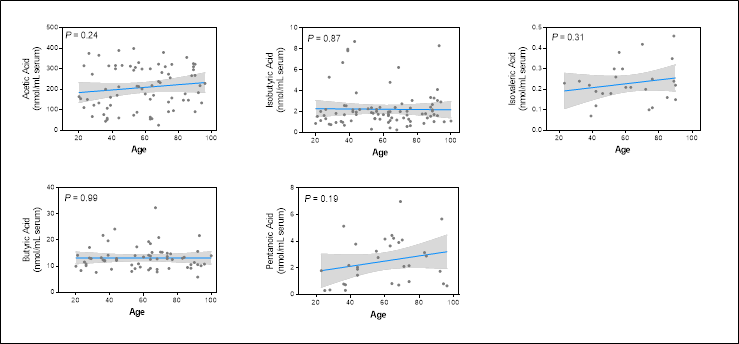 P = 0.24
Acetic Acid
(nmol/mL serum)
500
400
300
200
100
0
20 40 60 80 100
Age
P = 0.87
Isobutyric Acid
(nmol/mL serum)
10
8
6
4
2
0
20 40 60 80 100
Age
P = 0.31
Isovaleric Acid
(nmol/mL serum)
0.5
0.4
0.3
0.2
0.1
0.0
20 40 60 80 100
Age
P = 0.99
Butyric Acid
(nmol/mL serum)
40
30
20
10
0
20 40 60 80 100
Age
P = 0.19
Pentanoic Acid
(nmol/mL serum)
8
6
4
2
0
20 40 60 80 100
Age